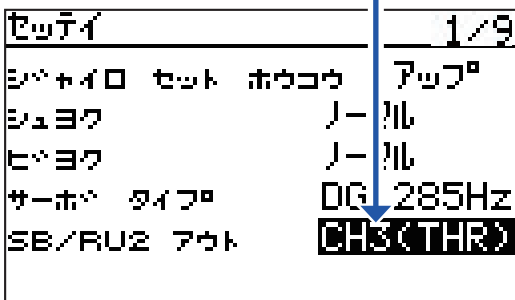 セッテイ 1/9
ジャイロ セット ホウコウ アップ
シュヨク ノーマル
ビヨク ノーマル
サーボ タイプ DG 285Hz
SB/RU2 アウト CH3(THR)